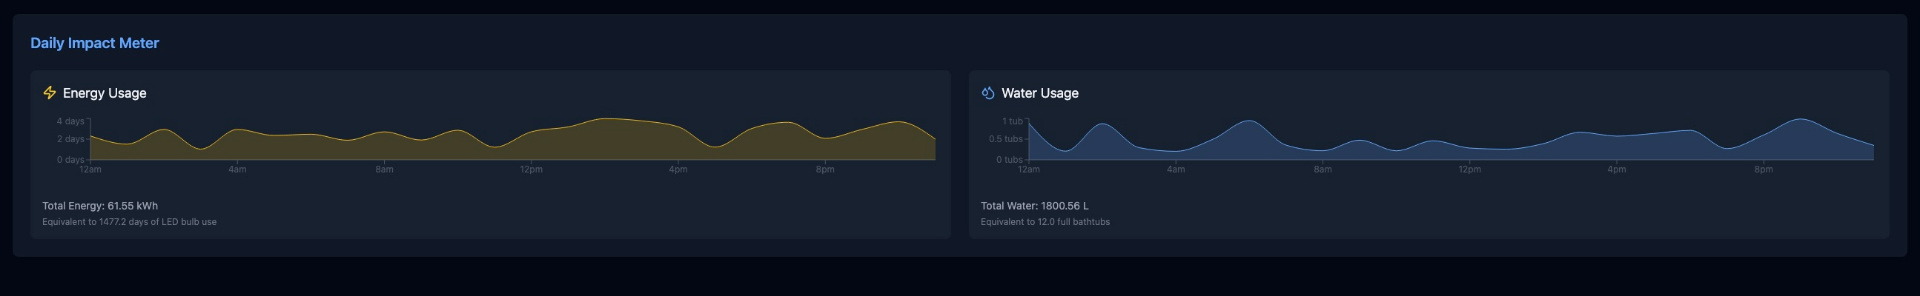 Daily Impact Meter
Energy Usage
4 days
2 days
0 days
12am 4am 8am 12pm 4pm 8pm
Total Energy: 61.55 kWh
Equivalent to 1477.2 days of LED bulb use
Water Usage
1 tub
0.5 tubs
0 tubs
12am 4am 8am 12pm 4pm 8pm
Total Water: 1800.56 L
Equivalent to 12.0 full bathtubs